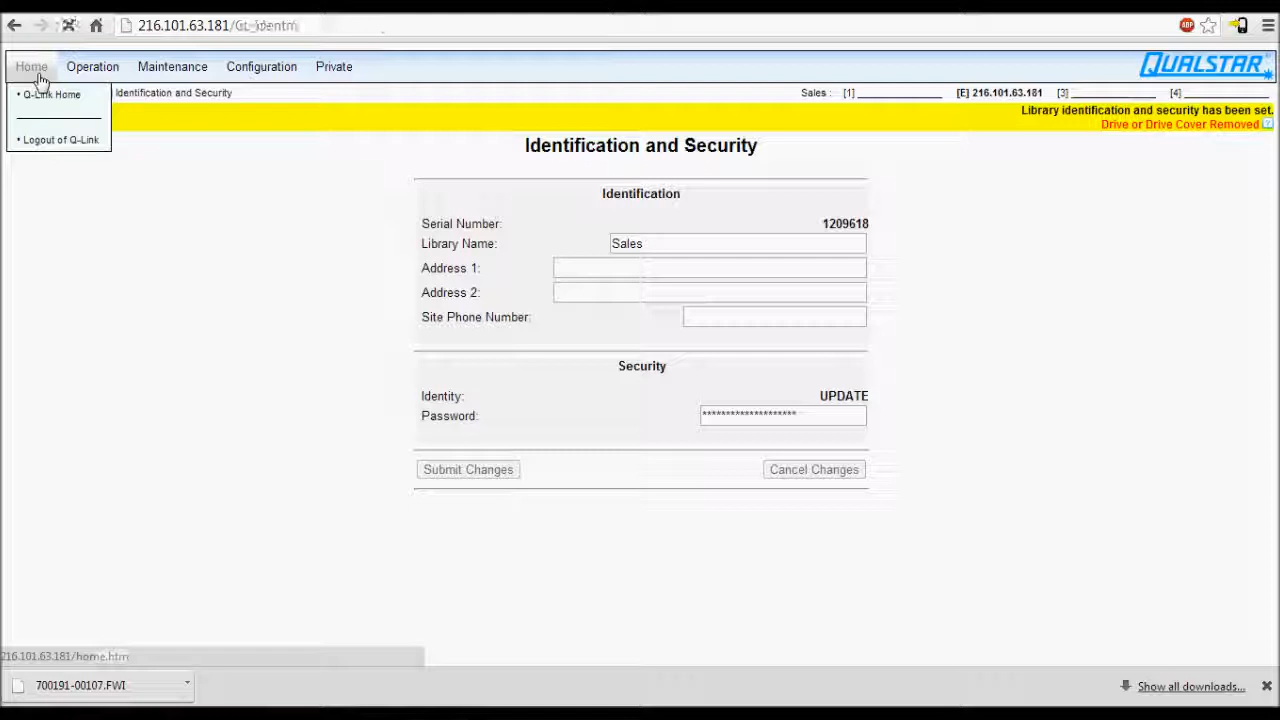 216.101.63.181/
Home Operation Maintenance Configuration Private QUALSTAR
• Q-Link Home
• Logout of Q-Link
Identification and Security Sales : [1] [E] 216.101.63.181 [3] [4]
Library identification and security has been set.
Drive or Drive Cover Removed ?
Identification and Security
Identification
Serial Number: 1209618
Library Name: Sales
Address 1:
Address 2:
Site Phone Number:
Security
Identity: UPDATE
Password: ********************
Submit Changes Cancel Changes
216.101.63.181/home.htm
700191-00107.FWI Show all downloads...